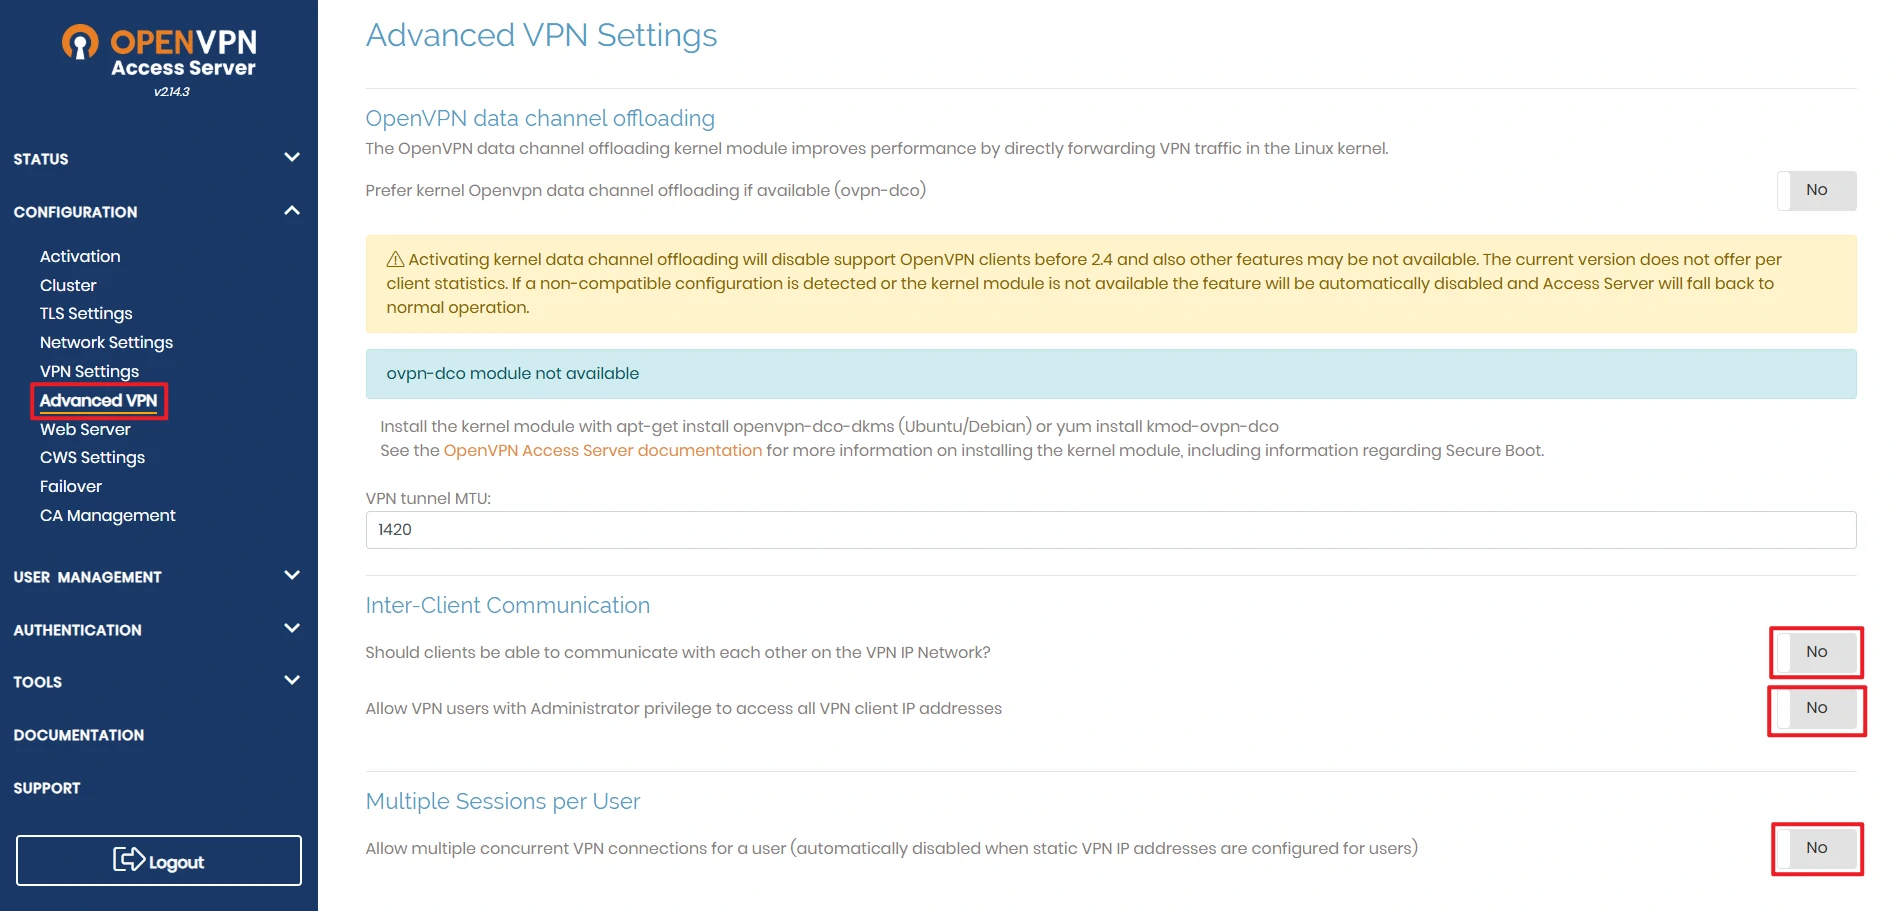 OPENVPN
Access Server
v2.14.3
STATUS
CONFIGURATION
Activation
Cluster
TLS Settings
Network Settings
VPN Settings
Advanced VPN
Web Server
CWS Settings
Failover
CA Management
USER MANAGEMENT
AUTHENTICATION
TOOLS
DOCUMENTATION
SUPPORT
Logout
Advanced VPN Settings
OpenVPN data channel offloading
The OpenVPN data channel offloading kernel module improves performance by directly forwarding VPN traffic in the Linux kernel.
Prefer kernel Openvpn data channel offloading if available (ovpn-dco)
No
Activating kernel data channel offloading will disable support OpenVPN clients before 2.4 and also other features may be not available. The current version does not offer per
client statistics. If a non-compatible configuration is detected or the kernel module is not available the feature will be automatically disabled and Access Server will fall back to
normal operation.
ovpn-dco module not available
Install the kernel module with apt-get install openvpn-dco-dkms (Ubuntu/Debian) or yum install kmod-ovpn-dco
See the OpenVPN Access Server documentation for more information on installing the kernel module, including information regarding Secure Boot.
VPN tunnel MTU:
1420
Inter-Client Communication
Should clients be able to communicate with each other on the VPN IP Network?
No
Allow VPN users with Administrator privilege to access all VPN client IP addresses
No
Multiple Sessions per User
Allow multiple concurrent VPN connections for a user (automatically disabled when static VPN IP addresses are configured for users)
No